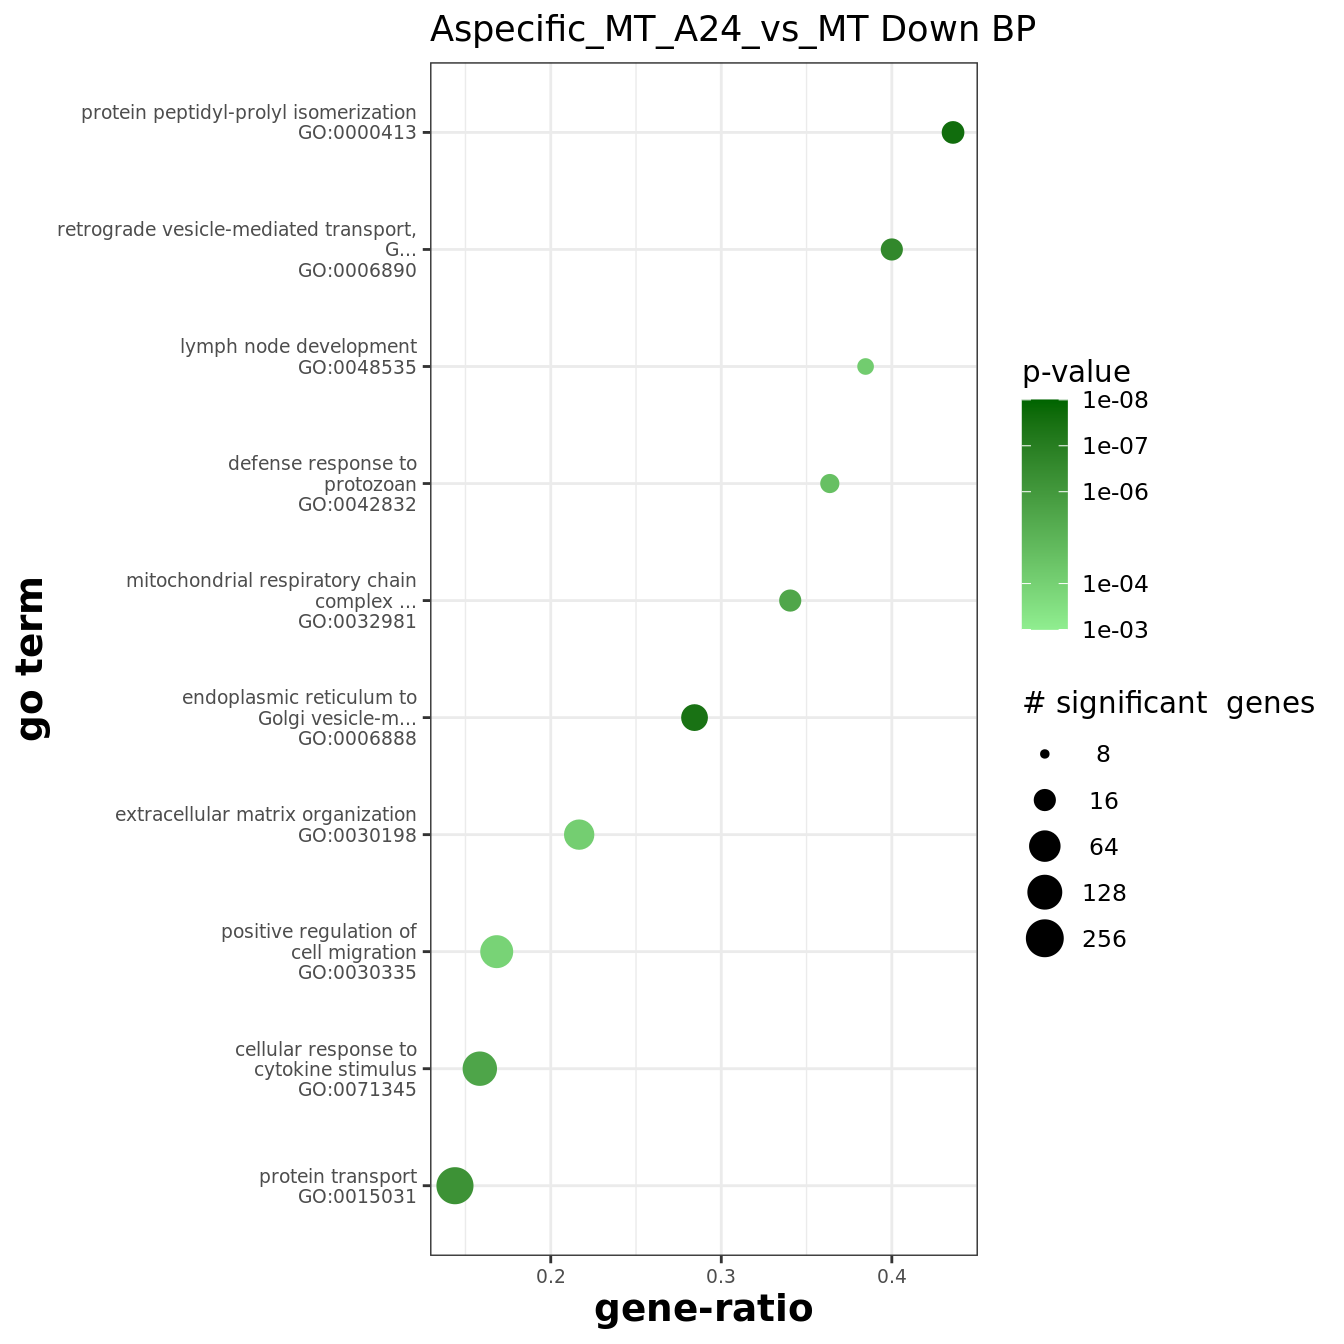 Aspecific_MT_A24_vs_MT Down BP
protein peptidyl-prolyl isomerization
GO:0000413
retrograde vesicle-mediated transport,
G...
GO:0006890
lymph node development
GO:0048535
defense response to
protozoan
GO:0042832
mitochondrial respiratory chain
complex ...
GO:0032981
endoplasmic reticulum to
Golgi vesicle-m...
GO:0006888
extracellular matrix organization
GO:0030198
positive regulation of
cell migration
GO:0030335
cellular response to
cytokine stimulus
GO:0071345
protein transport
GO:0015031
go term
0.2
0.3
0.4
gene-ratio
p-value
1e-08
1e-07
1e-06
1e-04
1e-03
# significant  genes
8
16
64
128
256